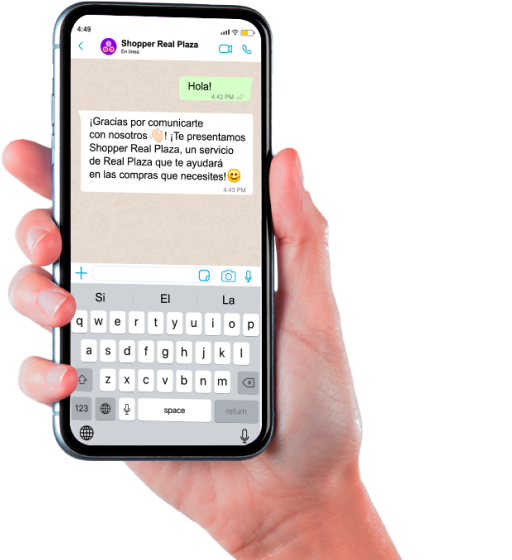 4:49
Shopper Real Plaza
En línea
Hola!
4:42 PM
¡Gracias por comunicarte
con nosotros 👋🏻! ¡Te presentamos
Shopper Real Plaza, un servicio
de Real Plaza que te ayudará
en las compras que necesites!😊
4:43 PM
Si El La
q w e r t y u i o p
a s d f g h j k l
z x c v b n m
123 space return